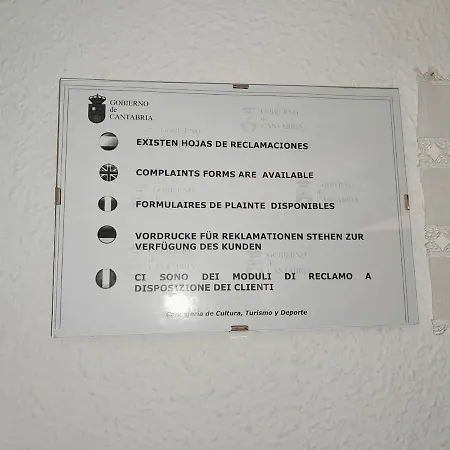 GOBIERNO
de
CANTABRIA
EXISTEN HOJAS DE RECLAMACIONES
COMPLAINTS FORMS ARE AVAILABLE
FORMULAIRES DE PLAINTE DISPONIBLES
VORDRUCKE FÜR REKLAMATIONEN STEHEN ZUR
VERFÜGUNG DES KUNDEN
CI SONO DEI MODULI DI RECLAMO A
DISPOSIZIONE DEI CLIENTI
Consejería de Cultura, Turismo y Deporte